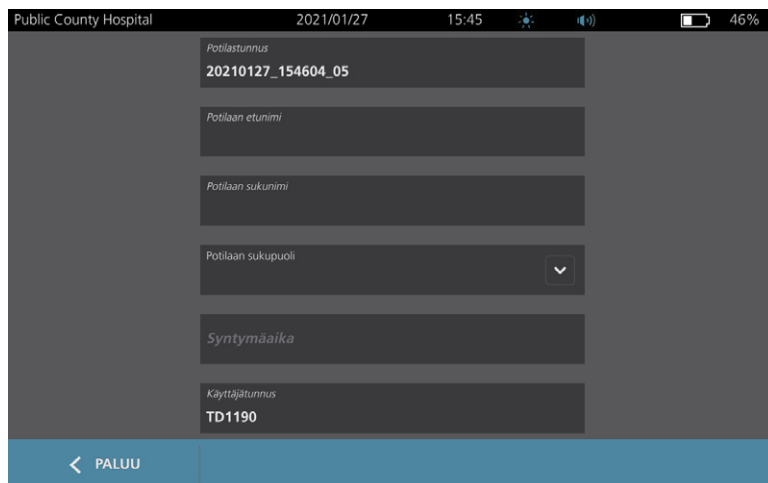 Public County Hospital 2021/01/27 15:45 46%
Potilastunnus
20210127_154604_05
Potilaan etunimi
Potilaan sukunimi
Potilaan sukupuoli
Syntymäaika
Käyttäjätunnus
TD1190
PALUU